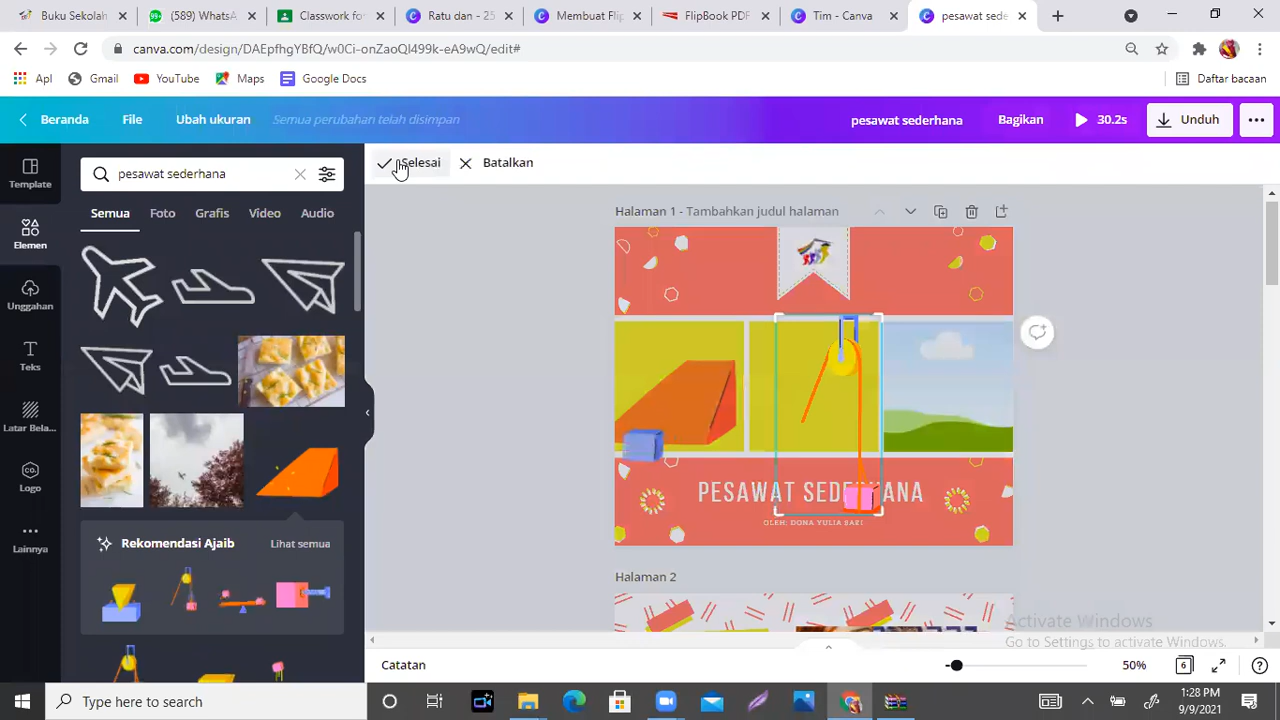 Buku Sekolah
(589) WhatsA
Classwork for
Ratu dan - 25
Membuat Flip
FlipBook PDF
Tim - Canva
pesawat sede
canva.com/design/DAEpfhgYBfQ/w0Ci-onZaoQl499k-eA9wQ/edit#
Apl
Gmail
YouTube
Maps
Google Docs
Daftar bacaan
Beranda
File
Ubah ukuran
Semua perubahan telah disimpan
pesawat sederhana
Bagikan
30.2s
Unduh
Template
Elemen
Unggahan
Teks
Latar Bela...
Logo
Lainnya
pesawat sederhana
Semua
Foto
Grafis
Video
Audio
Rekomendasi Ajaib
Lihat semua
Selesai
Batalkan
Halaman 1 - Tambahkan judul halaman
PESAWAT SEDERHANA
OLEH: DONA YULIA SARI
Halaman 2
Activate Windows
Go to Settings to activate Windows.
Catatan
50%
6
Type here to search
1:28 PM
9/9/2021